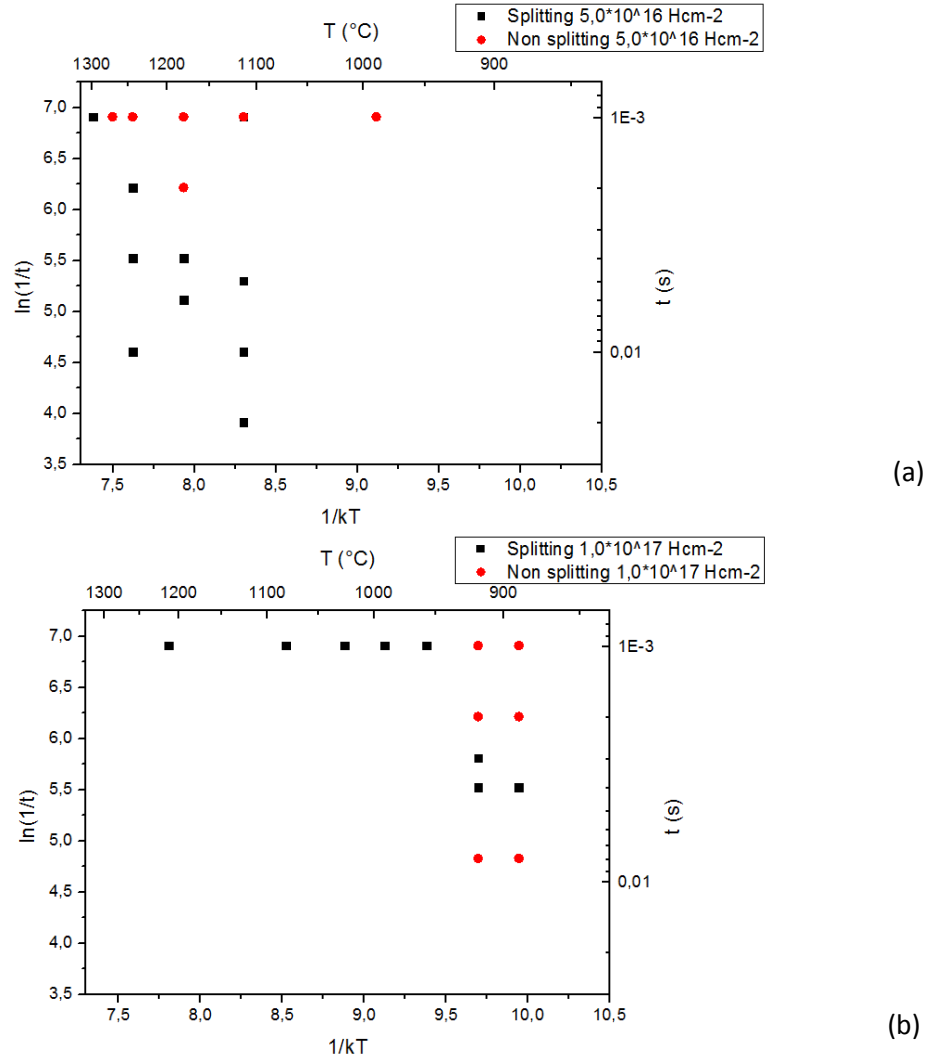 T (°C)
Splitting 5,0*10^16 Hcm-2
Non splitting 5,0*10^16 Hcm-2
1300 1200 1100 1000 900
7,0
6,5
6,0
5,5
5,0
4,5
4,0
3,5
ln(1/t)
1E-3
0,01
t (s)
7,5 8,0 8,5 9,0 9,5 10,0 10,5
1/kT
(a)
T (°C)
Splitting 1,0*10^17 Hcm-2
Non splitting 1,0*10^17 Hcm-2
1300 1200 1100 1000 900
7,0
6,5
6,0
5,5
5,0
4,5
4,0
3,5
ln(1/t)
1E-3
0,01
t (s)
7,5 8,0 8,5 9,0 9,5 10,0 10,5
1/kT
(b)